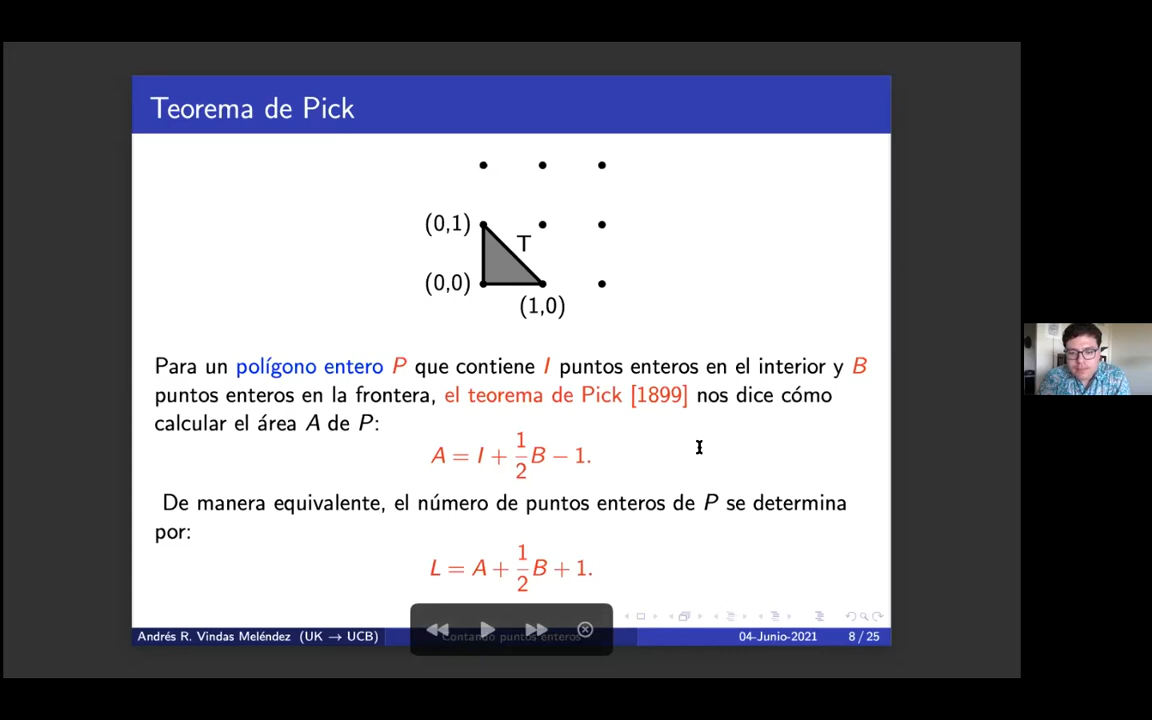 Teorema de Pick
(0,1)
T
(0,0)
(1,0)
Para un polígono entero P que contiene I puntos enteros en el interior y B
puntos enteros en la frontera, el teorema de Pick [1899] nos dice cómo
calcular el área A de P:
A = I + 1/2 B − 1.
De manera equivalente, el número de puntos enteros de P se determina
por:
L = A + 1/2 B + 1.
Andrés R. Vindas Meléndez (UK → UCB)
Contando puntos enteros
04-Junio-2021
8 / 25